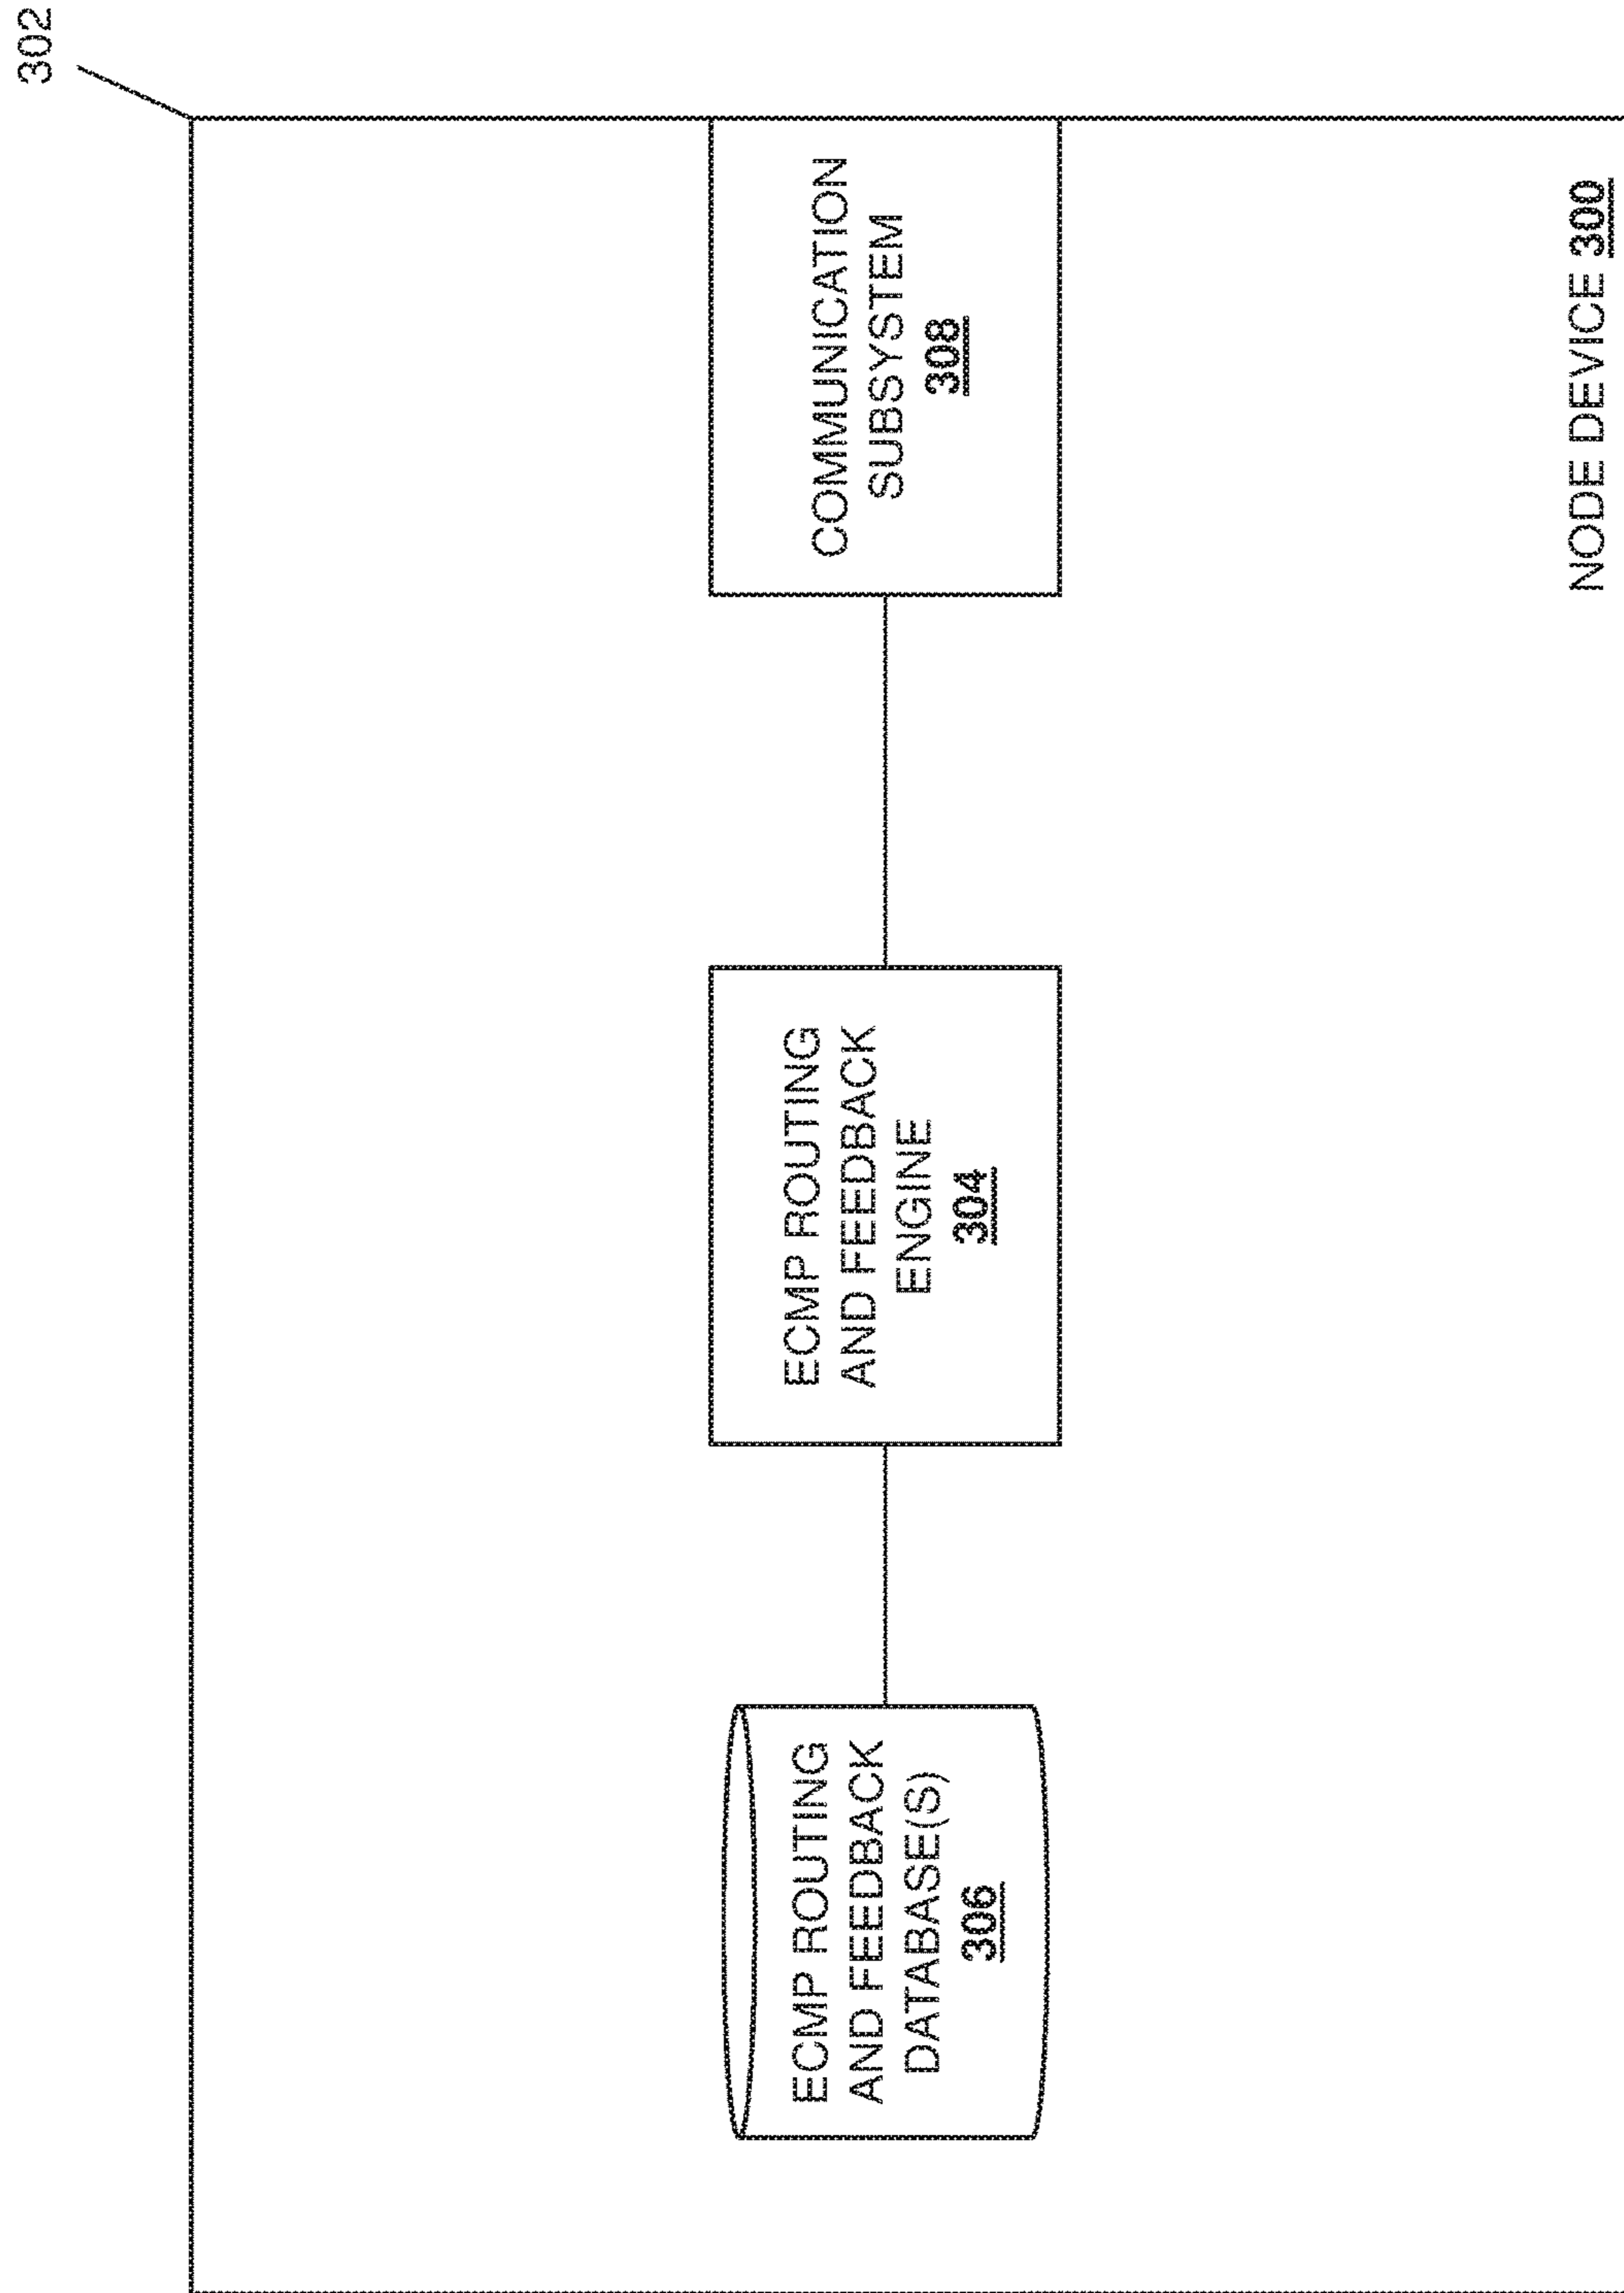 302
ECMP ROUTING
AND FEEDBACK
DATABASE(S)
306
ECMP ROUTING
AND FEEDBACK
ENGINE
304
COMMUNICATION
SUBSYSTEM
308
NODE DEVICE 300